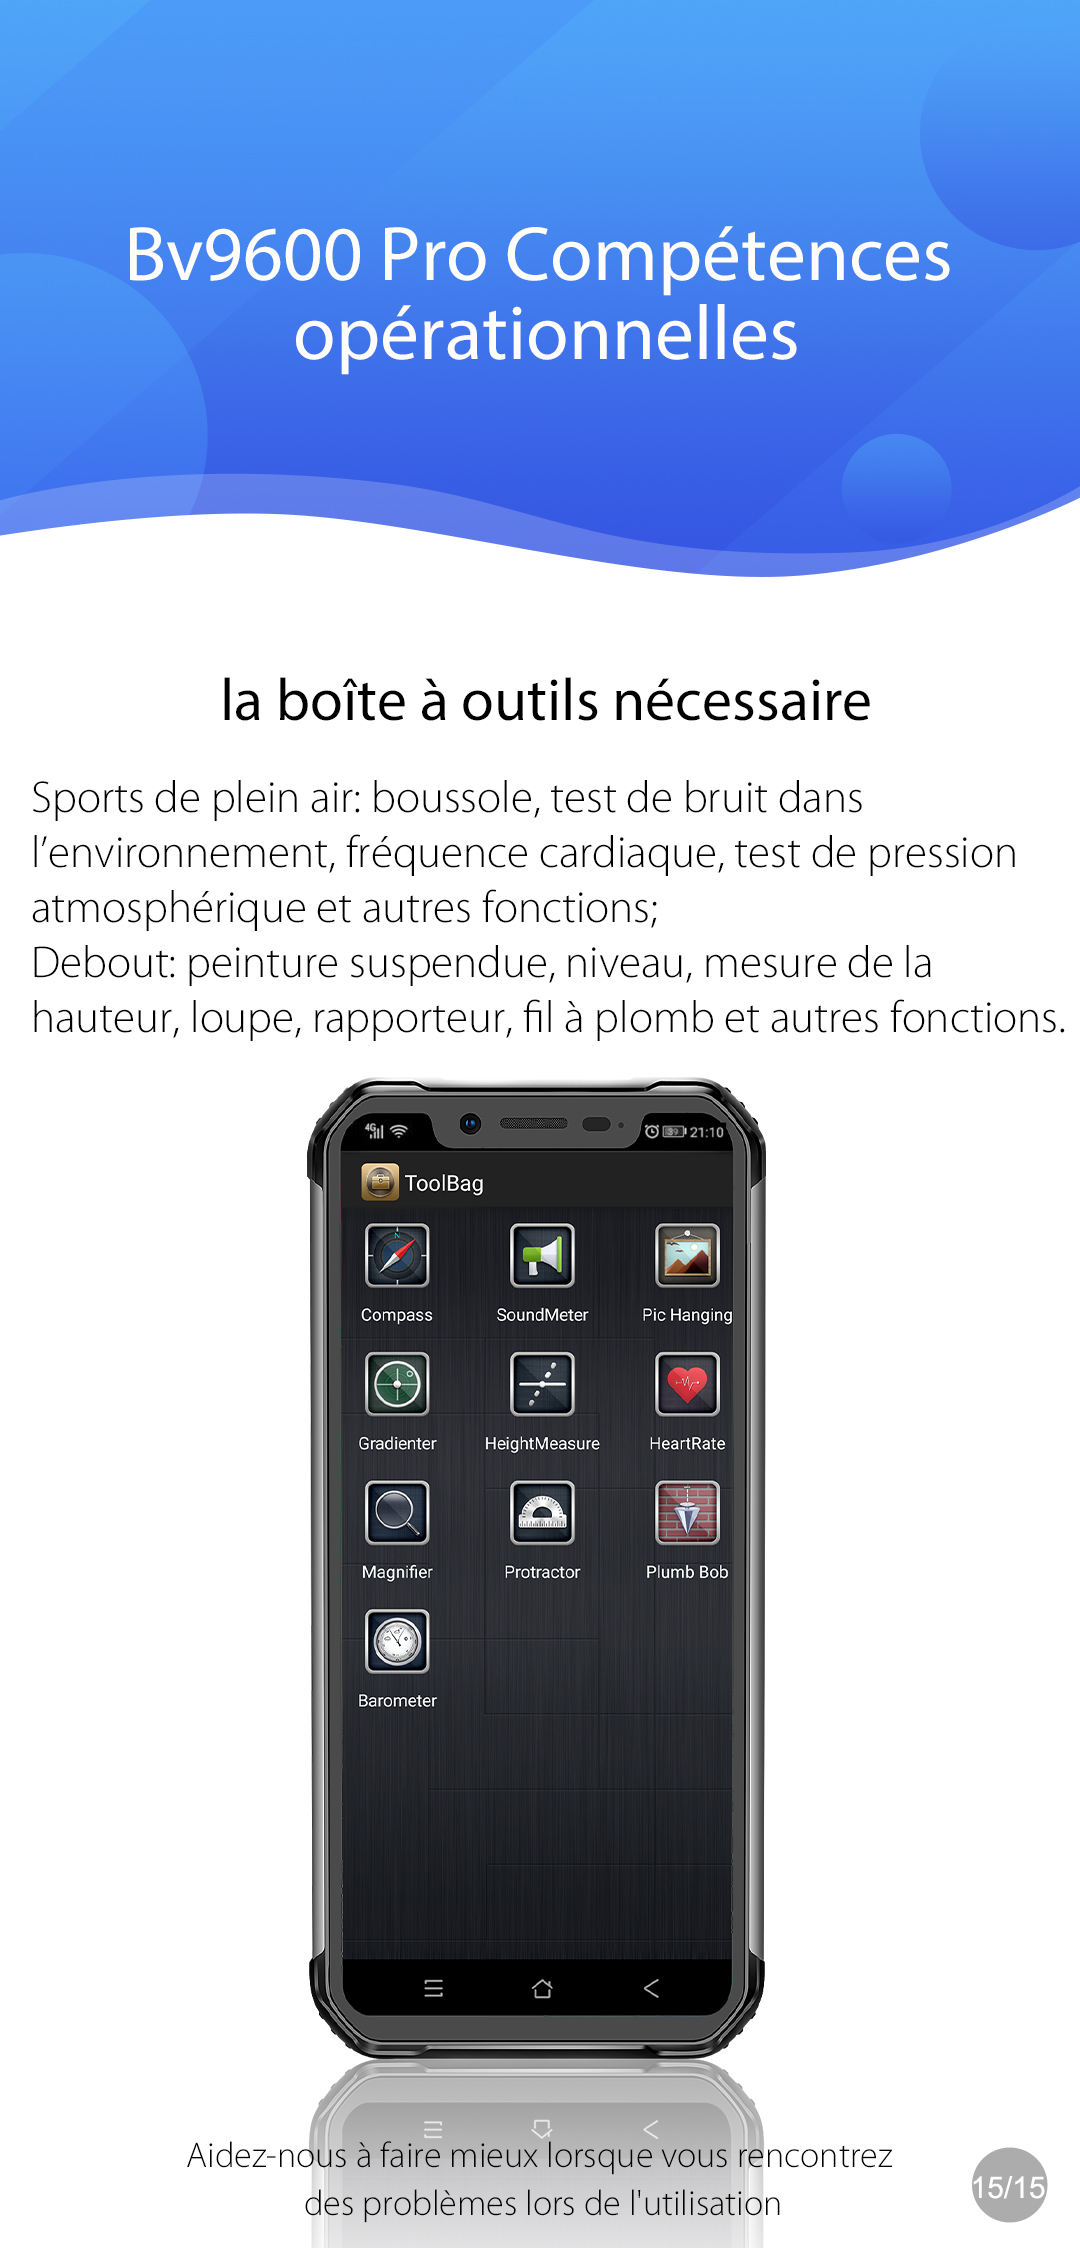 Bv9600 Pro Compétences
opérationnelles
la boîte à outils nécessaire
Sports de plein air: boussole, test de bruit dans
l’environnement, fréquence cardiaque, test de pression
atmosphérique et autres fonctions;
Debout: peinture suspendue, niveau, mesure de la
hauteur, loupe, rapporteur, fil à plomb et autres fonctions.
4G 39 21:10
ToolBag
Compass SoundMeter Pic Hanging
Gradienter HeightMeasure HeartRate
Magnifier Protractor Plumb Bob
Barometer
Aidez-nous à faire mieux lorsque vous rencontrez
des problèmes lors de l'utilisation
15/15